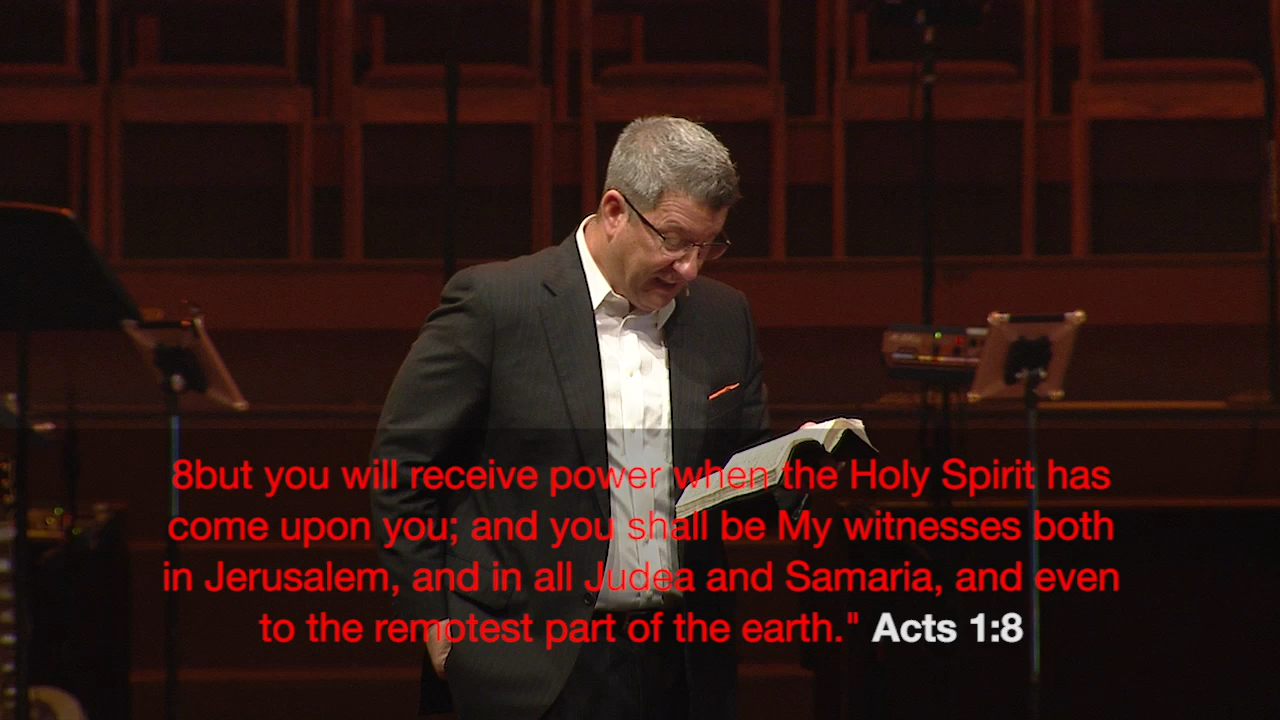 8but you will receive power when the Holy Spirit has
come upon you; and you shall be My witnesses both
in Jerusalem, and in all Judea and Samaria, and even
to the remotest part of the earth." Acts 1:8